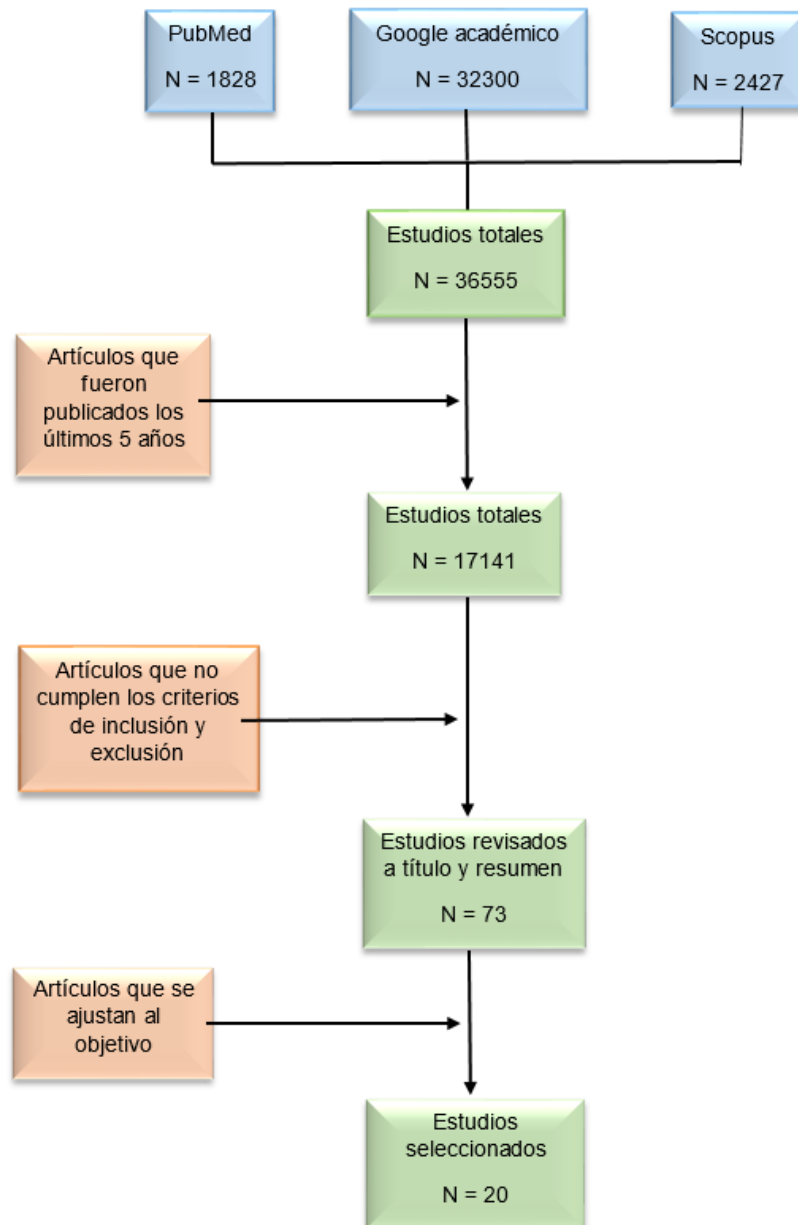 PubMed
N = 1828
Google académico
N = 32300
Scopus
N = 2427
Estudios totales
N = 36555
Artículos que
fueron
publicados los
últimos 5 años
Estudios totales
N = 17141
Artículos que no
cumplen los criterios
de inclusión y
exclusión
Estudios revisados
a título y resumen
N = 73
Artículos que se
ajustan al
objetivo
Estudios
seleccionados
N = 20